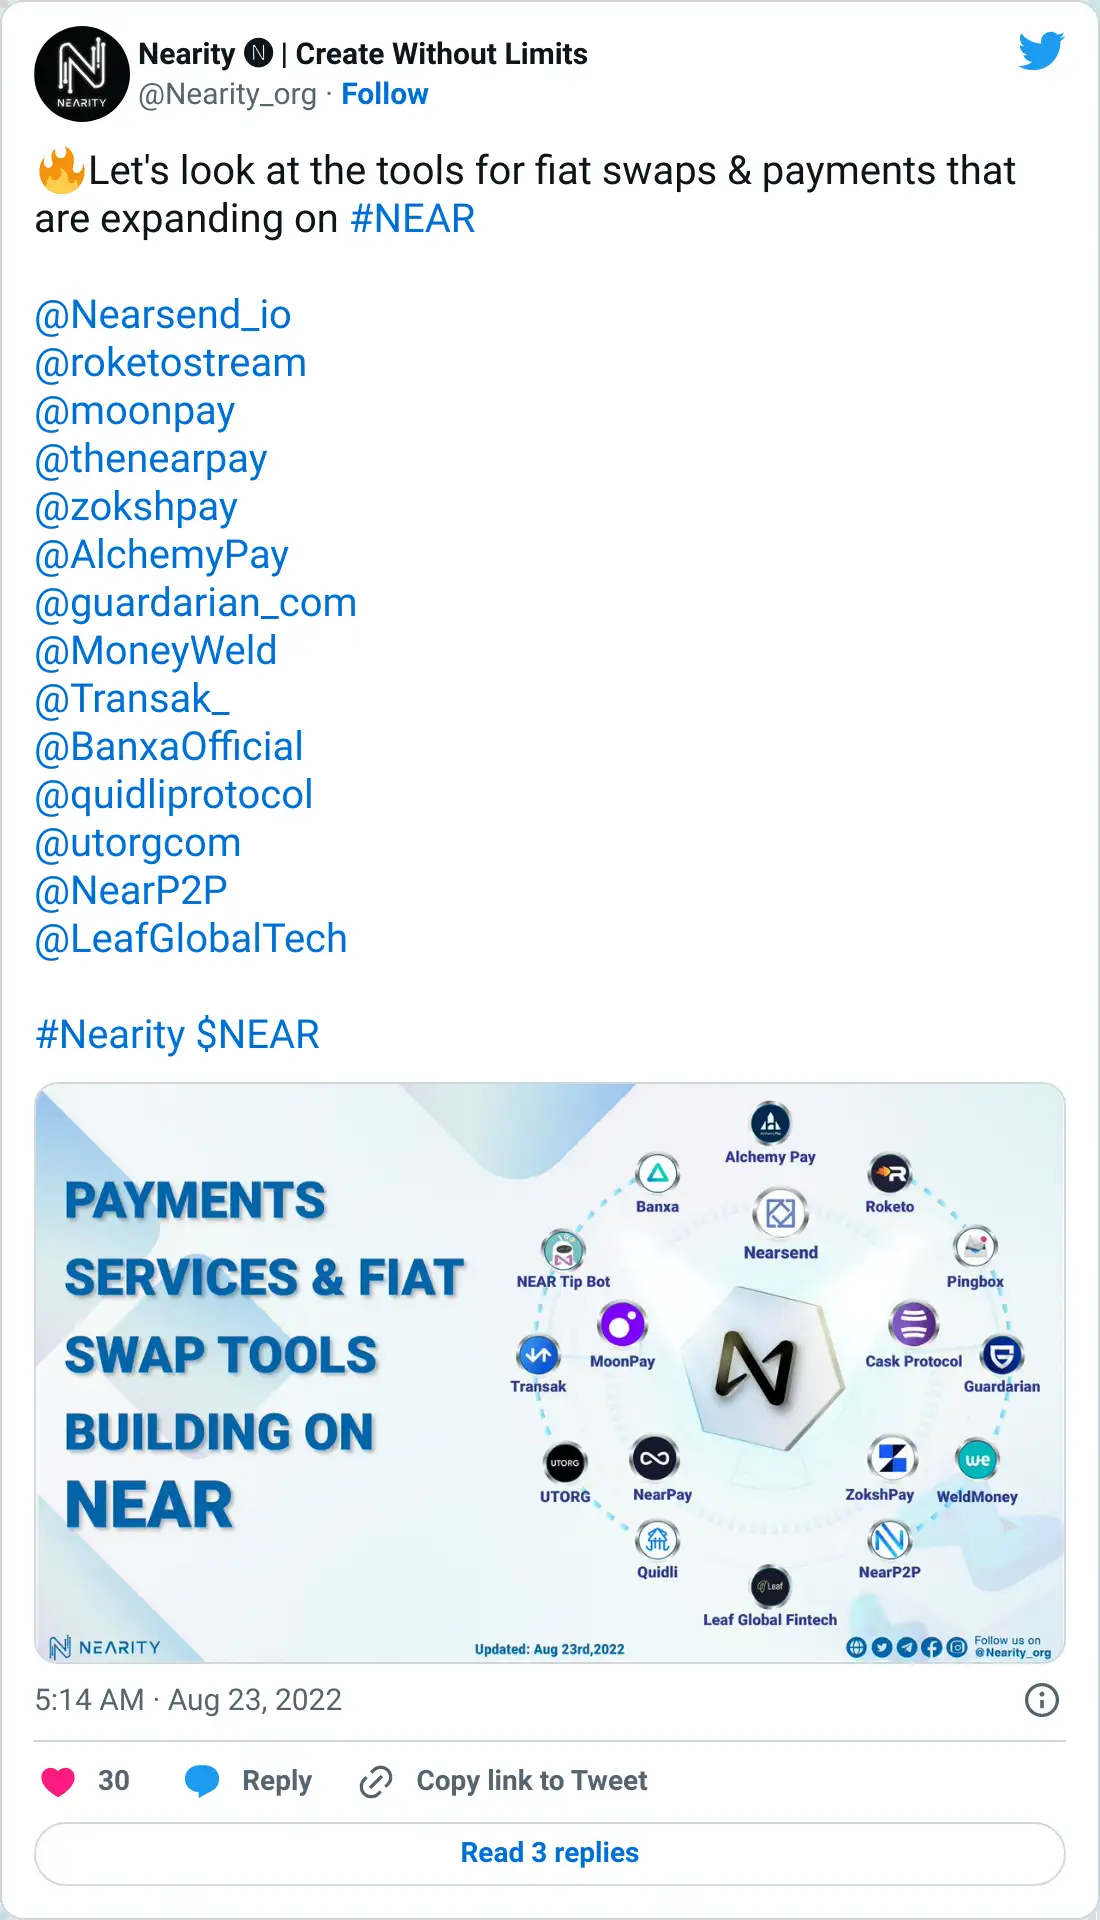 NEARITY
Nearity N | Create Without Limits
@Nearity_org · Follow
🔥Let's look at the tools for fiat swaps & payments that
are expanding on #NEAR
@Nearsend_io
@roketostream
@moonpay
@thenearpay
@zokshpay
@AlchemyPay
@guardarian_com
@MoneyWeld
@Transak_
@BanxaOfficial
@quidliprotocol
@utorgcom
@NearP2P
@LeafGlobalTech
#Nearity $NEAR
PAYMENTS
SERVICES & FIAT
SWAP TOOLS
BUILDING ON
NEAR
Alchemy Pay
Banxa
Roketo
Nearsend
NEAR Tip Bot
Pingbox
MoonPay
Cask Protocol
Transak
Guardarian
UTORG
UTORG
NearPay
ZokshPay
we
WeldMoney
Quidli
NearP2P
Leaf
Leaf Global Fintech
NEARITY
Updated: Aug 23rd,2022
Follow us on
@Nearity_org
5:14 AM · Aug 23, 2022
30 Reply Copy link to Tweet
Read 3 replies